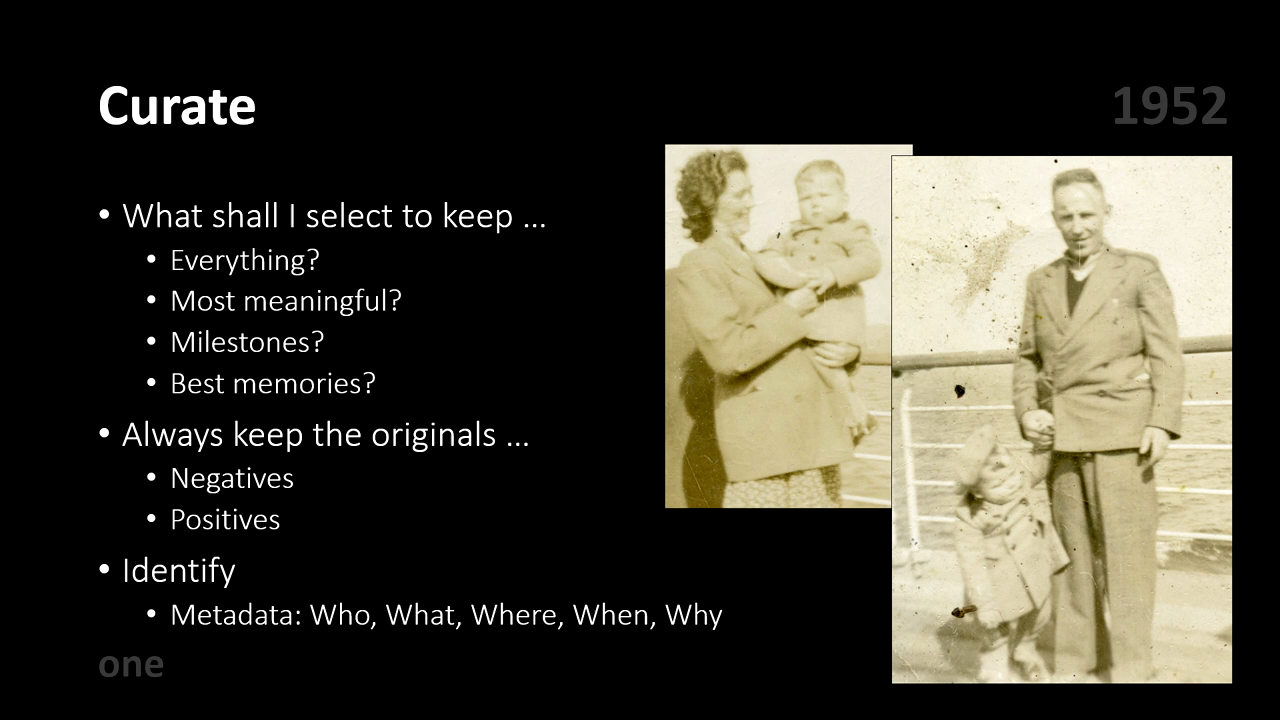 Curate
1952
• What shall I select to keep …
• Everything?
• Most meaningful?
• Milestones?
• Best memories?
• Always keep the originals …
• Negatives
• Positives
• Identify
• Metadata: Who, What, Where, When, Why
one